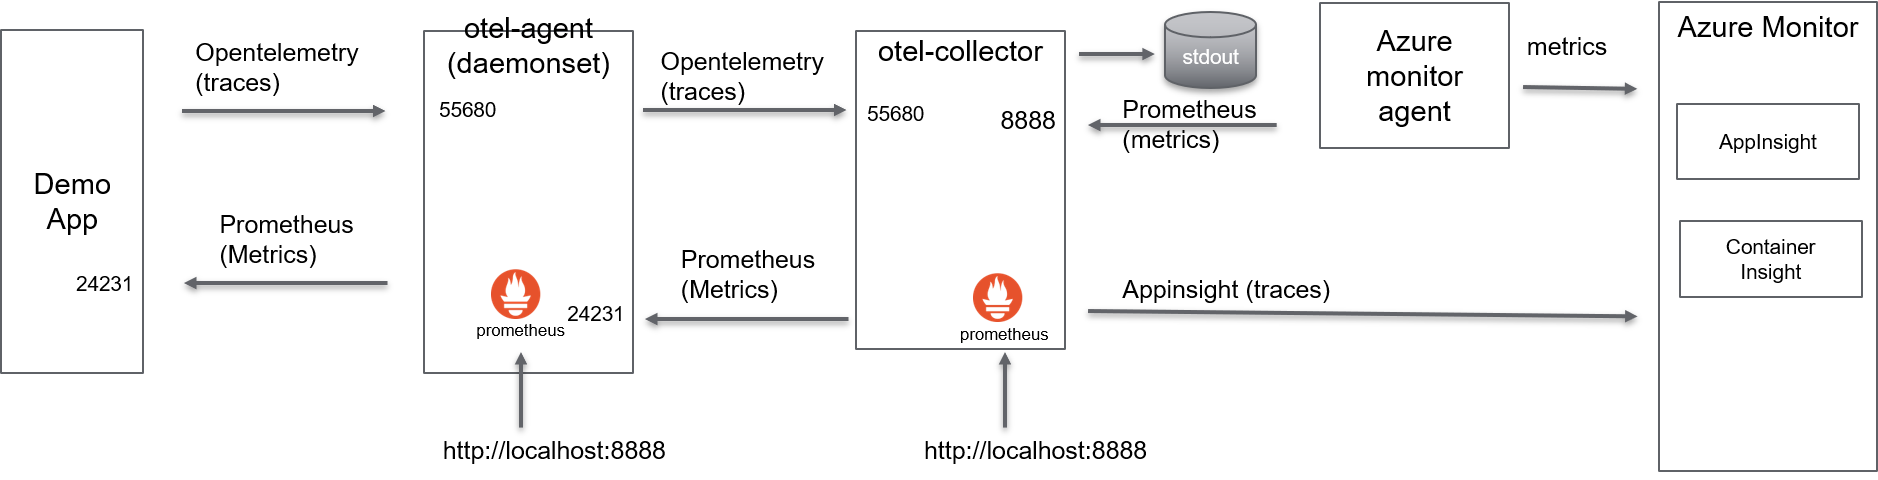 Demo
App
24231
Opentelemetry
(traces)
Prometheus
(Metrics)
otel-agent
(daemonset)
55680
prometheus
24231
http://localhost:8888
Opentelemetry
(traces)
Prometheus
(Metrics)
otel-collector
55680
8888
prometheus
http://localhost:8888
stdout
Prometheus
(metrics)
Appinsight (traces)
Azure
monitor
agent
metrics
Azure Monitor
AppInsight
Container
Insight